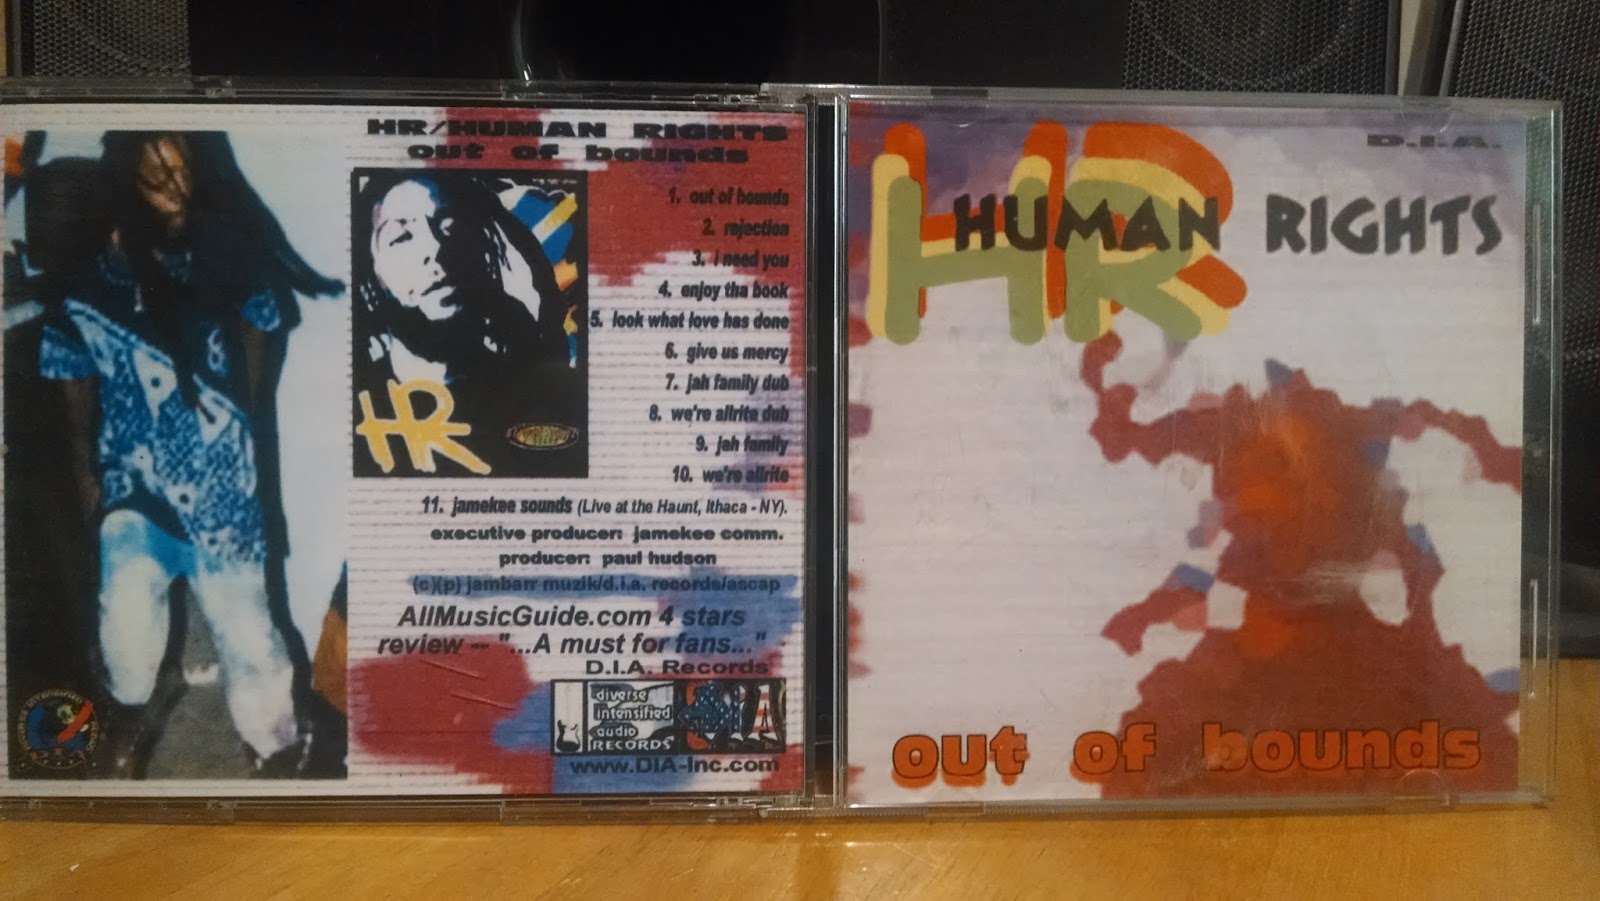 HR/HUMAN RIGHTS
out of bounds
1. out of bounds
2. rejection
3. i need you
4. enjoy tha book
5. look what love has done
6. give us mercy
7. jah family dub
8. we're allrite dub
9. jah family
10. we're allrite
11. jamekee sounds (Live at the Haunt, Ithaca - NY).
executive producer: jamekee comm.
producer: paul hudson
(c)(p) jambarr muzik/d.i.a. records/ascap
AllMusicGuide.com 4 stars
review -- "...A must for fans..."
D.I.A. Records
diverse
intensified
audio
RECORDS
DIA
www.DIA-Inc.com
HR
D.I.A.
HR
HUMAN RIGHTS
out of bounds